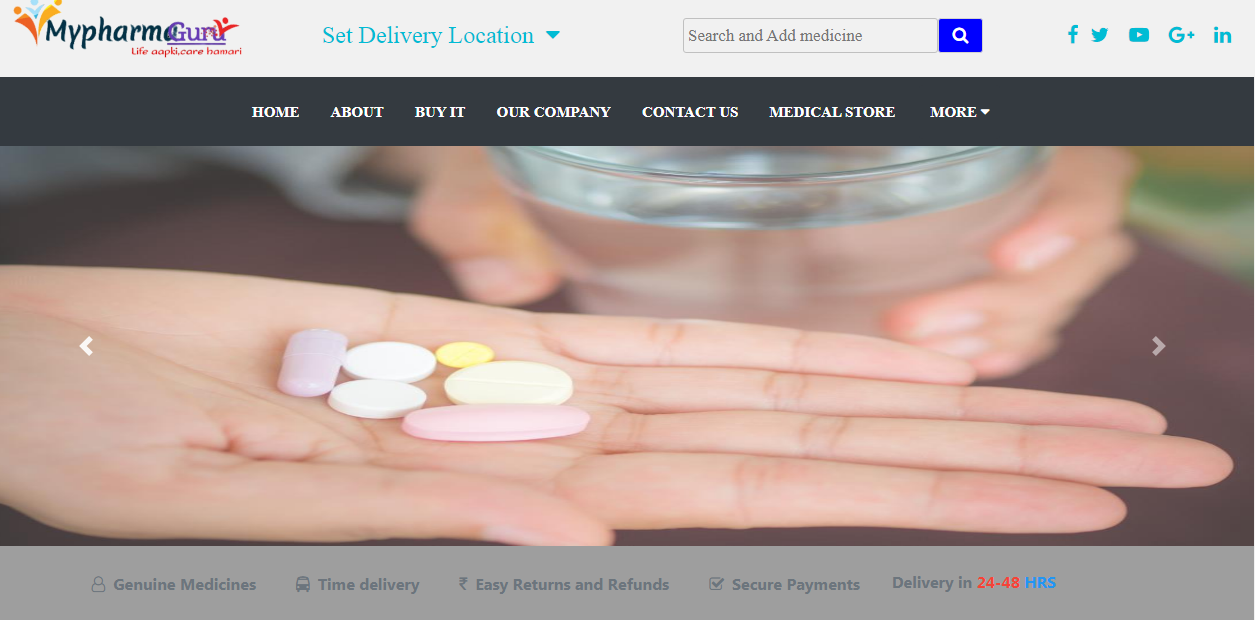 MypharmaGuru
Life aapki,care hamari
Set Delivery Location
Search and Add medicine
HOME ABOUT BUY IT OUR COMPANY CONTACT US MEDICAL STORE MORE
Genuine Medicines Time delivery ₹ Easy Returns and Refunds Secure Payments Delivery in 24-48 HRS